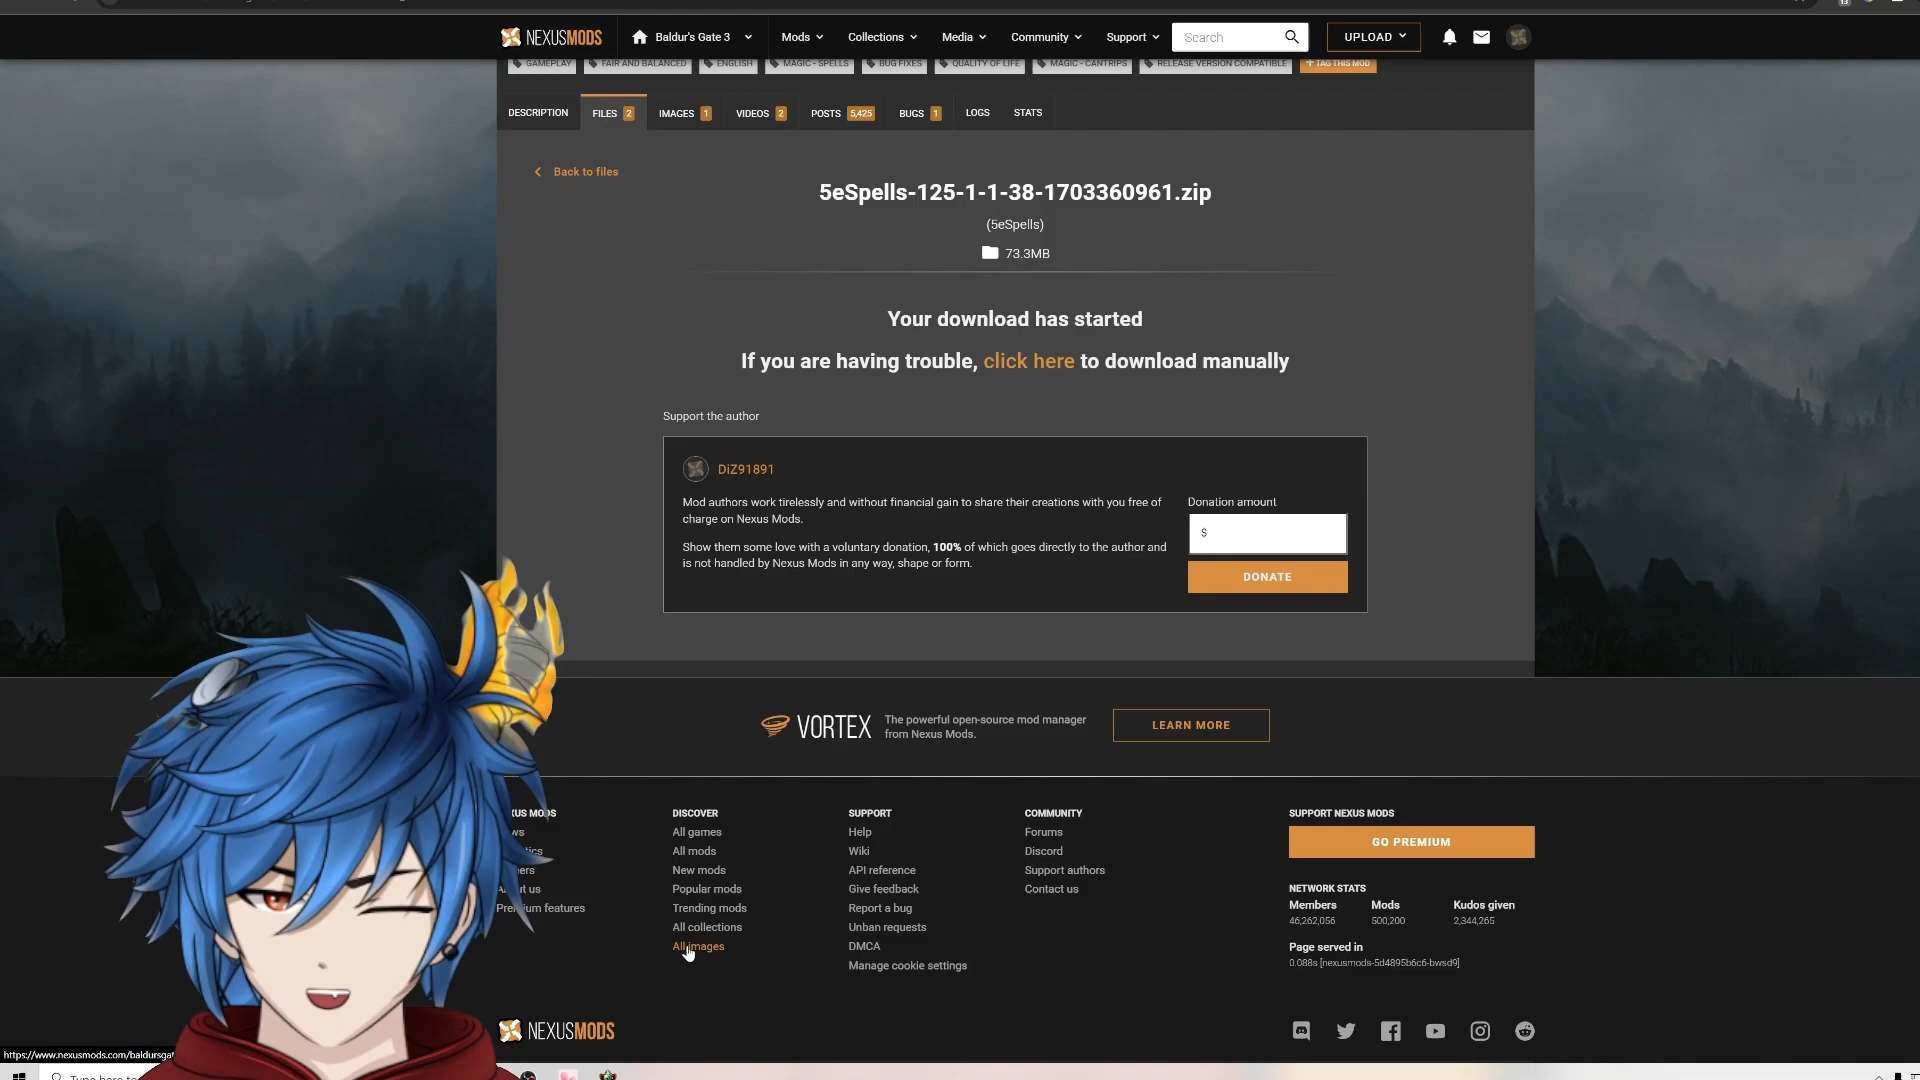 NEXUSMODS
Baldur's Gate 3
Mods
Collections
Media
Community
Support
Search
UPLOAD
GAMEPLAY
FAIR AND BALANCED
ENGLISH
MAGIC - SPELLS
BUG FIXES
QUALITY OF LIFE
MAGIC - CANTRIPS
RELEASE VERSION COMPATIBLE
+ TAG THIS MOD
DESCRIPTION
FILES 2
IMAGES 1
VIDEOS 2
POSTS 5,425
BUGS 1
LOGS
STATS
Back to files
5eSpells-125-1-1-38-1703360961.zip
(5eSpells)
73.3MB
Your download has started
If you are having trouble, click here to download manually
Support the author
DiZ91891
Mod authors work tirelessly and without financial gain to share their creations with you free of
charge on Nexus Mods.
Show them some love with a voluntary donation, 100% of which goes directly to the author and
is not handled by Nexus Mods in any way, shape or form.
Donation amount
$
DONATE
VORTEX
The powerful open-source mod manager
from Nexus Mods.
LEARN MORE
MODS
Premium features
DISCOVER
All games
All mods
New mods
Popular mods
Trending mods
All collections
All images
SUPPORT
Help
Wiki
API reference
Give feedback
Report a bug
Unban requests
DMCA
Manage cookie settings
COMMUNITY
Forums
Discord
Support authors
Contact us
SUPPORT NEXUS MODS
GO PREMIUM
NETWORK STATS
Members
46,262,056
Mods
500,200
Kudos given
2,344,265
Page served in
0.088s [nexusmods-5d4895b6c6-bwsd9]
NEXUSMODS
https://www.nexusmods.com/baldursgat
Type here to